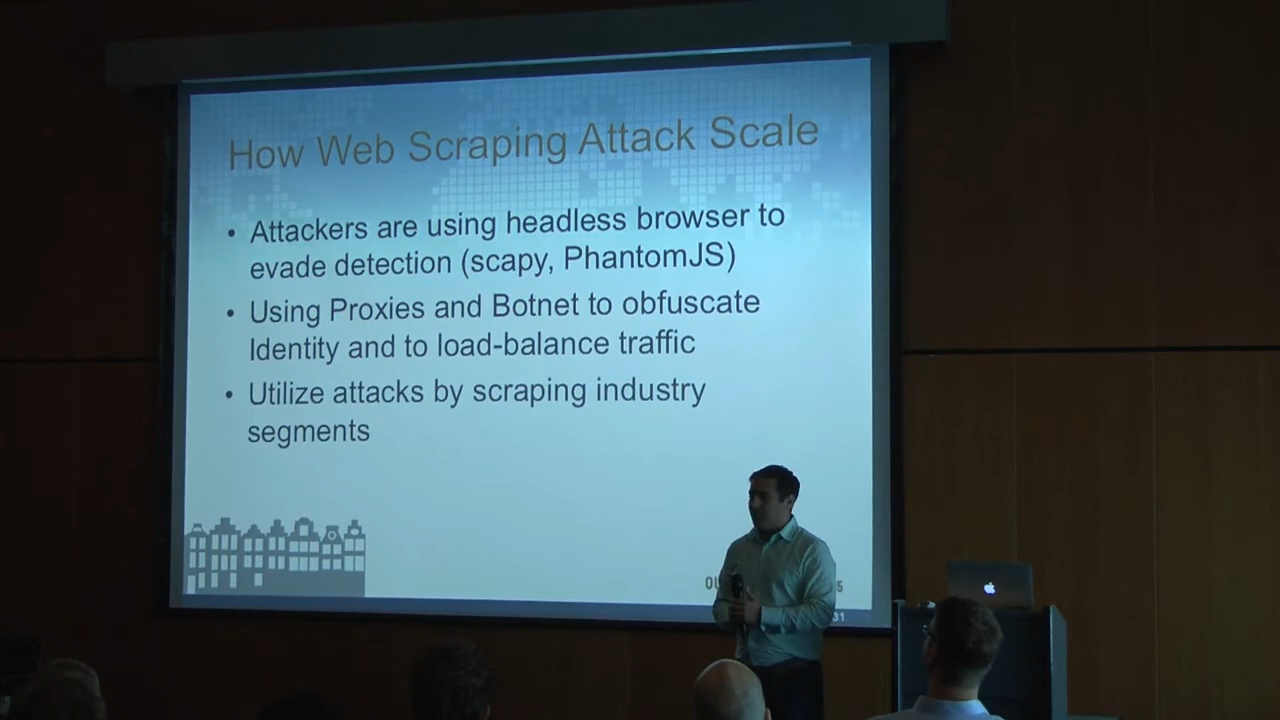 How Web Scraping Attack Scale
• Attackers are using headless browser to
evade detection (scapy, PhantomJS)
• Using Proxies and Botnet to obfuscate
Identity and to load-balance traffic
• Utilize attacks by scraping industry
segments
31